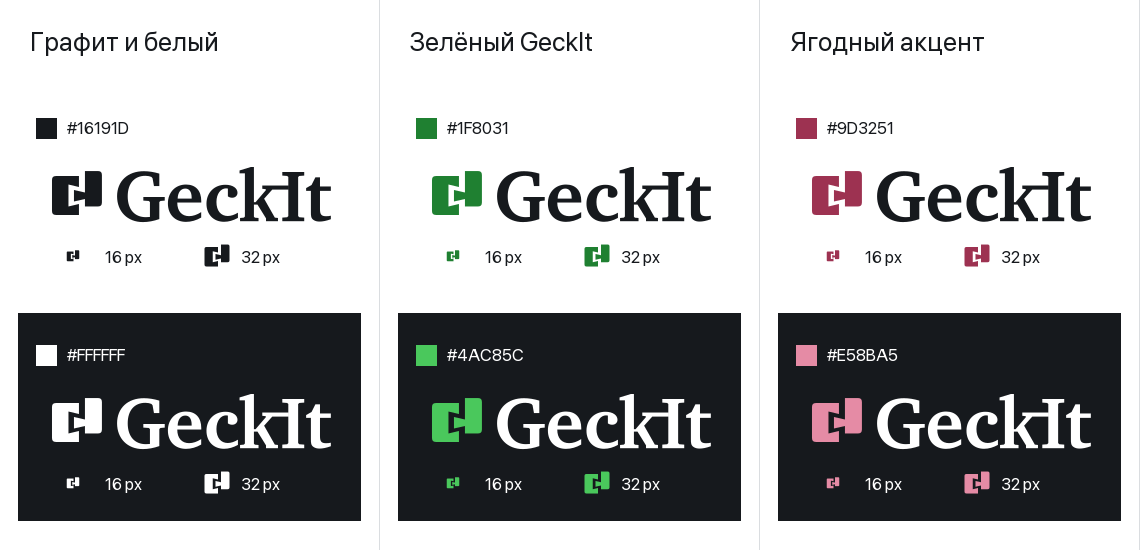 Графит и белый
#16191D
GeckIt
16 px
32 px
#FFFFFF
GeckIt
16 px
32 px
Зелёный GeckIt
#1F8031
GeckIt
16 px
32 px
#4AC85C
GeckIt
16 px
32 px
Ягодный акцент
#9D3251
GeckIt
16 px
32 px
#E58BA5
GeckIt
16 px
32 px